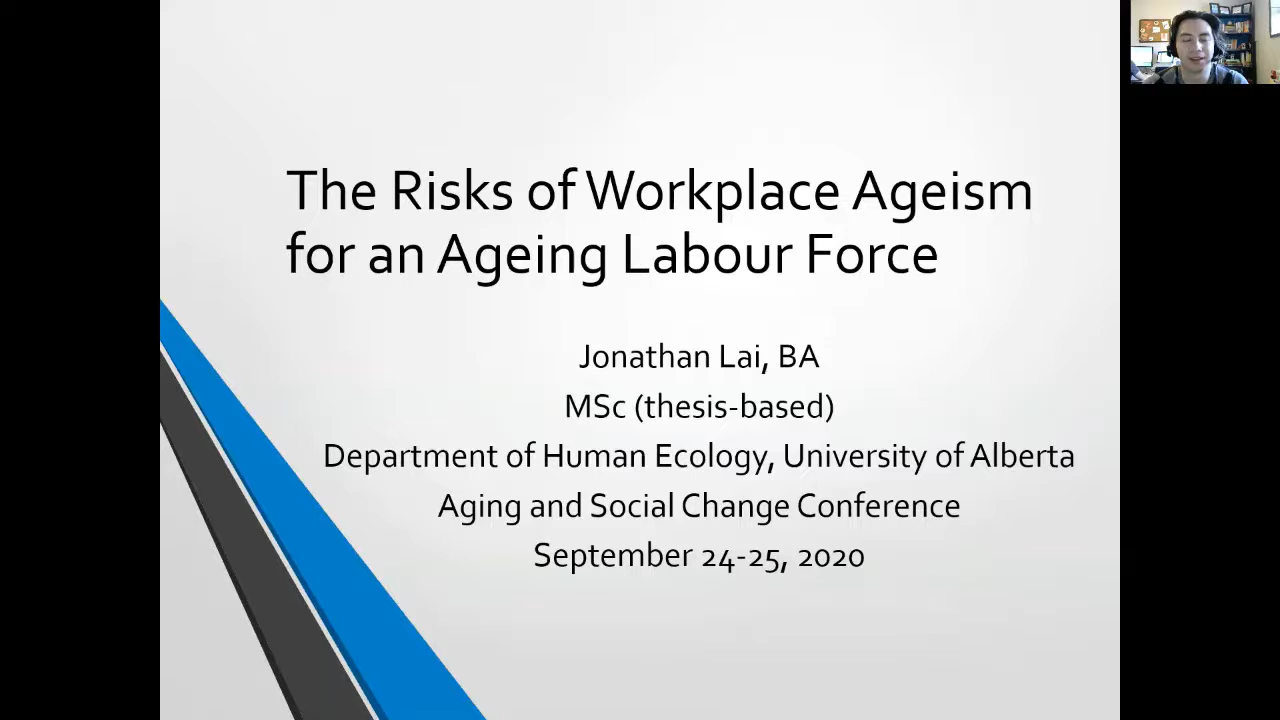 The Risks of Workplace Ageism
for an Ageing Labour Force
Jonathan Lai, BA
MSc (thesis-based)
Department of Human Ecology, University of Alberta
Aging and Social Change Conference
September 24-25, 2020